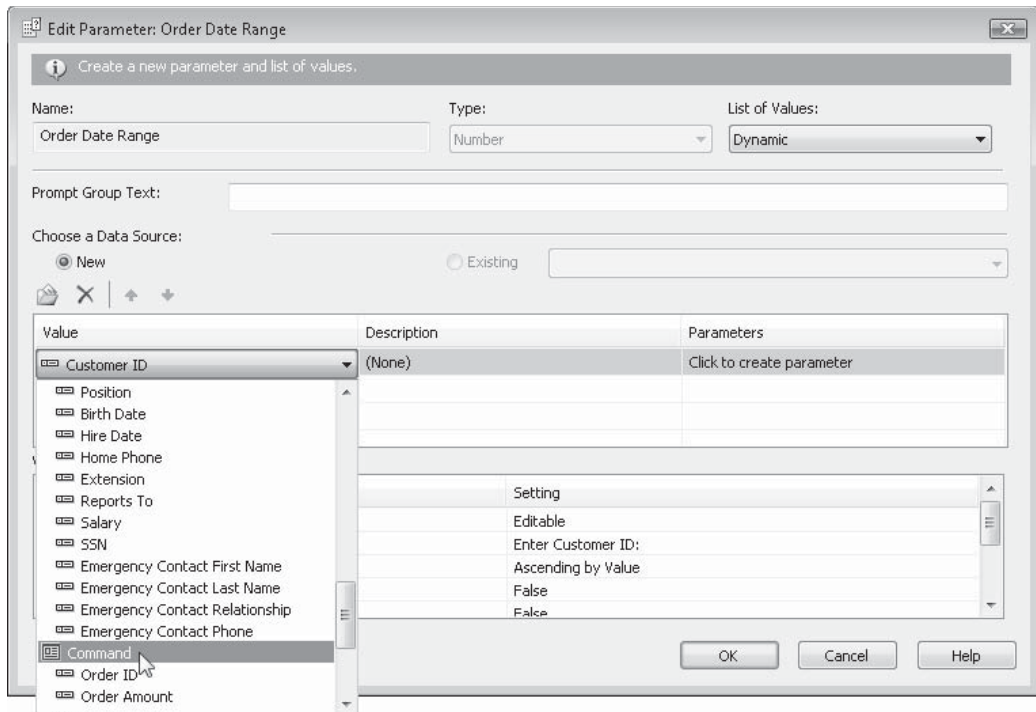 Edit Parameter: Order Date Range
Create a new parameter and list of values.
Name:
Type:
List of Values:
Order Date Range
Number
Dynamic
Prompt Group Text:
Choose a Data Source:
New
Existing
Value
Description
Parameters
Customer ID
(None)
Click to create parameter
Position
Birth Date
Hire Date
Home Phone
Extension
Reports To
Salary
SSN
Emergency Contact First Name
Emergency Contact Last Name
Emergency Contact Relationship
Emergency Contact Phone
Command
Order ID
Order Amount
Setting
Editable
Enter Customer ID:
Ascending by Value
False
False
OK
Cancel
Help